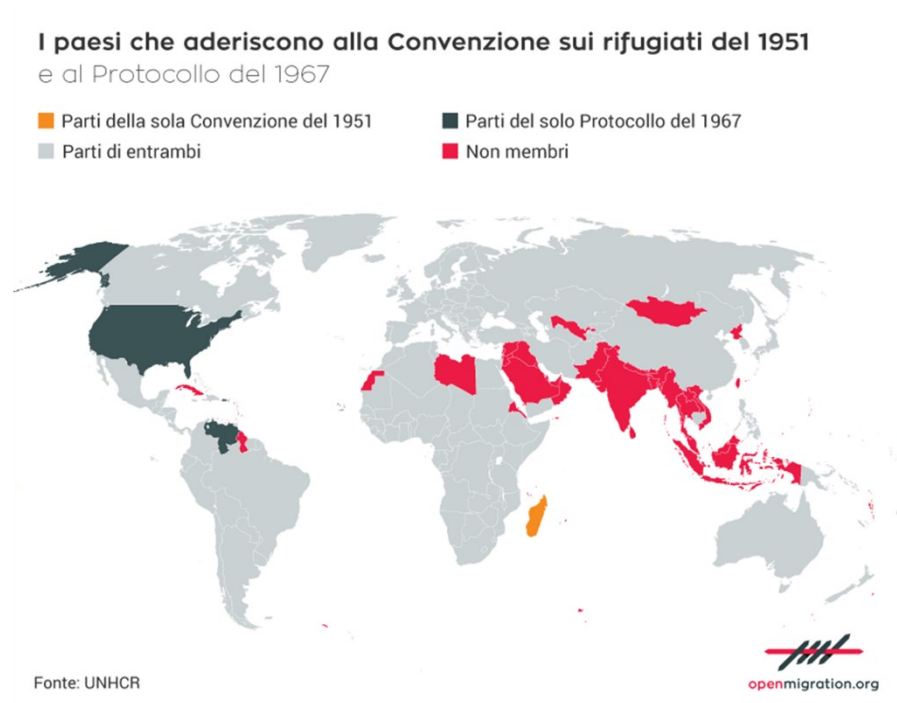 I paesi che aderiscono alla Convenzione sui rifugiati del 1951
e al Protocollo del 1967
Parti della sola Convenzione del 1951
Parti del solo Protocollo del 1967
Parti di entrambi
Non membri
Fonte: UNHCR
openmigration.org